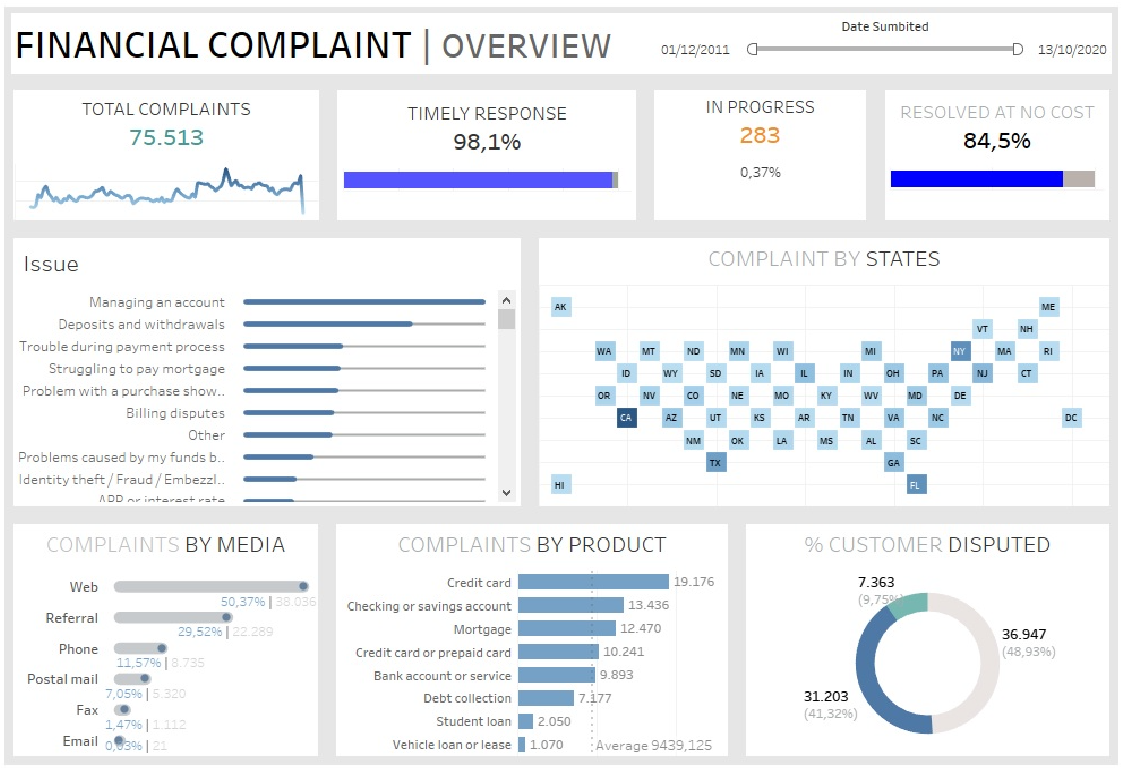 FINANCIAL COMPLAINT | OVERVIEW
Date Sumbited
01/12/2011
13/10/2020
TOTAL COMPLAINTS
75.513
TIMELY RESPONSE
98,1%
IN PROGRESS
283
0,37%
RESOLVED AT NO COST
84,5%
Issue
Managing an account
Deposits and withdrawals
Trouble during payment process
Struggling to pay mortgage
Problem with a purchase show..
Billing disputes
Other
Problems caused by my funds b..
Identity theft / Fraud / Embezzl..
APR or interest rate
COMPLAINT BY STATES
AK ME
VT NH
WA MT ND MN WI MI NY MA RI
ID WY SD IA IL IN OH PA NJ CT
OR NV CO NE MO KY WV MD DE
CA AZ UT KS AR TN VA NC DC
NM OK LA MS AL SC
TX GA
HI FL
COMPLAINTS BY MEDIA
Web
50,37% | 38.036
Referral
29,52% | 22.289
Phone
11,57% | 8.735
Postal mail
7,05% | 5.320
Fax
1,47% | 1.112
Email
0,03% | 21
COMPLAINTS BY PRODUCT
Credit card 19.176
Checking or savings account 13.436
Mortgage 12.470
Credit card or prepaid card 10.241
Bank account or service 9.893
Debt collection 7.177
Student loan 2.050
Vehicle loan or lease 1.070
Average 9439,125
% CUSTOMER DISPUTED
7.363
(9,75%)
36.947
(48,93%)
31.203
(41,32%)